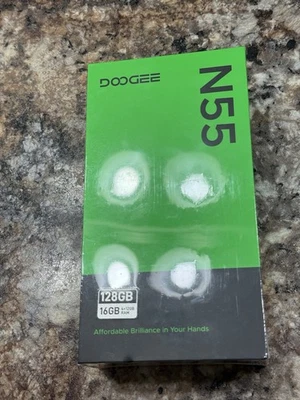 DOOGEE
N55
128GB
16GB
Affordable Brilliance in Your Hands